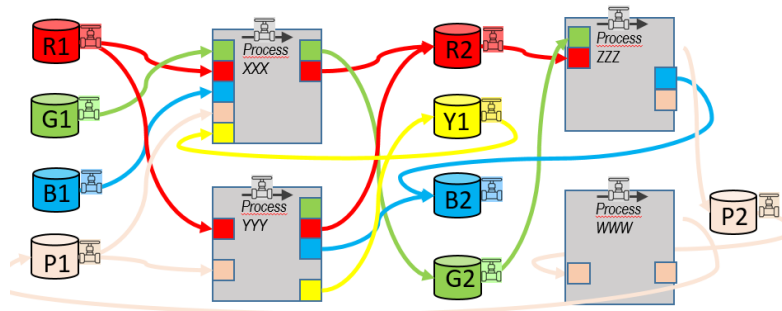 R1
Process
XXX
R2
Process
ZZZ
G1
Y1
B1
Process
YYY
B2
Process
WWW
P2
P1
G2